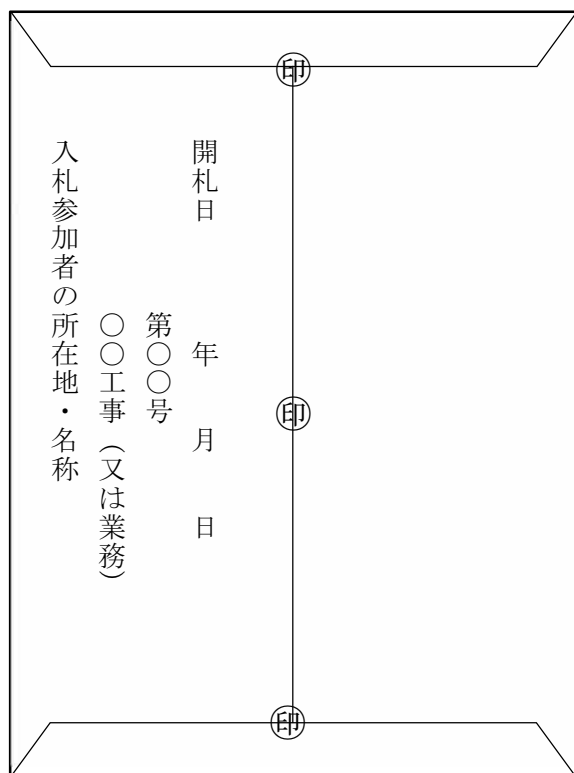 印
開札日　　　年　　月　　日
第〇〇号
〇〇工事（又は業務）
入札参加者の所在地・名称
印
印